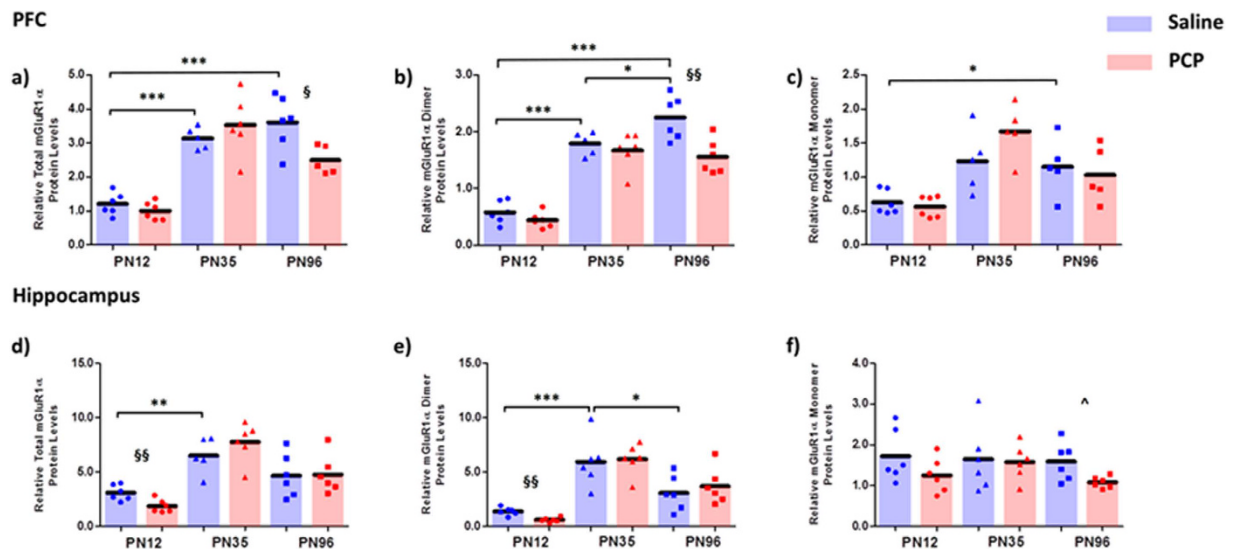 PFC
Saline
PCP
a)
Relative Total mGluR1α
Protein Levels
5.0
4.0
3.0
2.0
1.0
0.0
***
***
§
PN12 PN35 PN96
b)
Relative mGluR1α Dimer
Protein Levels
3.0
2.0
1.0
0.0
***
*
***
§§
PN12 PN35 PN96
c)
Relative mGluR1α Monomer
Protein Levels
2.5
2.0
1.5
1.0
0.5
0.0
*
PN12 PN35 PN96
Hippocampus
d)
Relative Total mGluR1α
Protein Levels
15.0
10.0
5.0
0.0
**
§§
PN12 PN35 PN96
e)
Relative mGluR1α Dimer
Protein Levels
15.0
10.0
5.0
0.0
***
*
§§
PN12 PN35 PN96
f)
Relative mGluR1α Monomer
Protein Levels
4.0
3.0
2.0
1.0
0.0
^
PN12 PN35 PN96